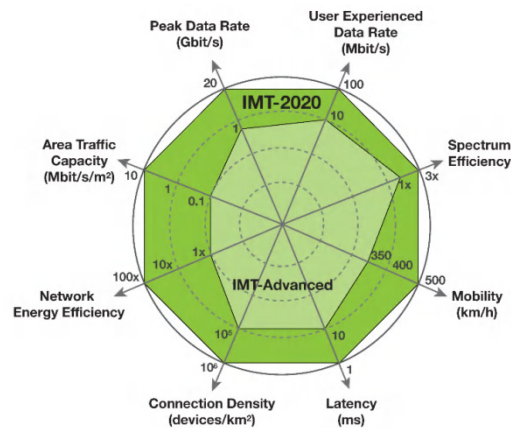 Peak Data Rate
(Gbit/s)
User Experienced
Data Rate
(Mbit/s)
20
IMT-2020
100
1
10
Area Traffic
Capacity
(Mbit/s/m²)
Spectrum
Efficiency
10
1
0.1
1x
3x
100x
10x
1x
350
400
500
Network
Energy Efficiency
IMT-Advanced
Mobility
(km/h)
10⁵
10
10⁶
1
Connection Density
(devices/km²)
Latency
(ms)